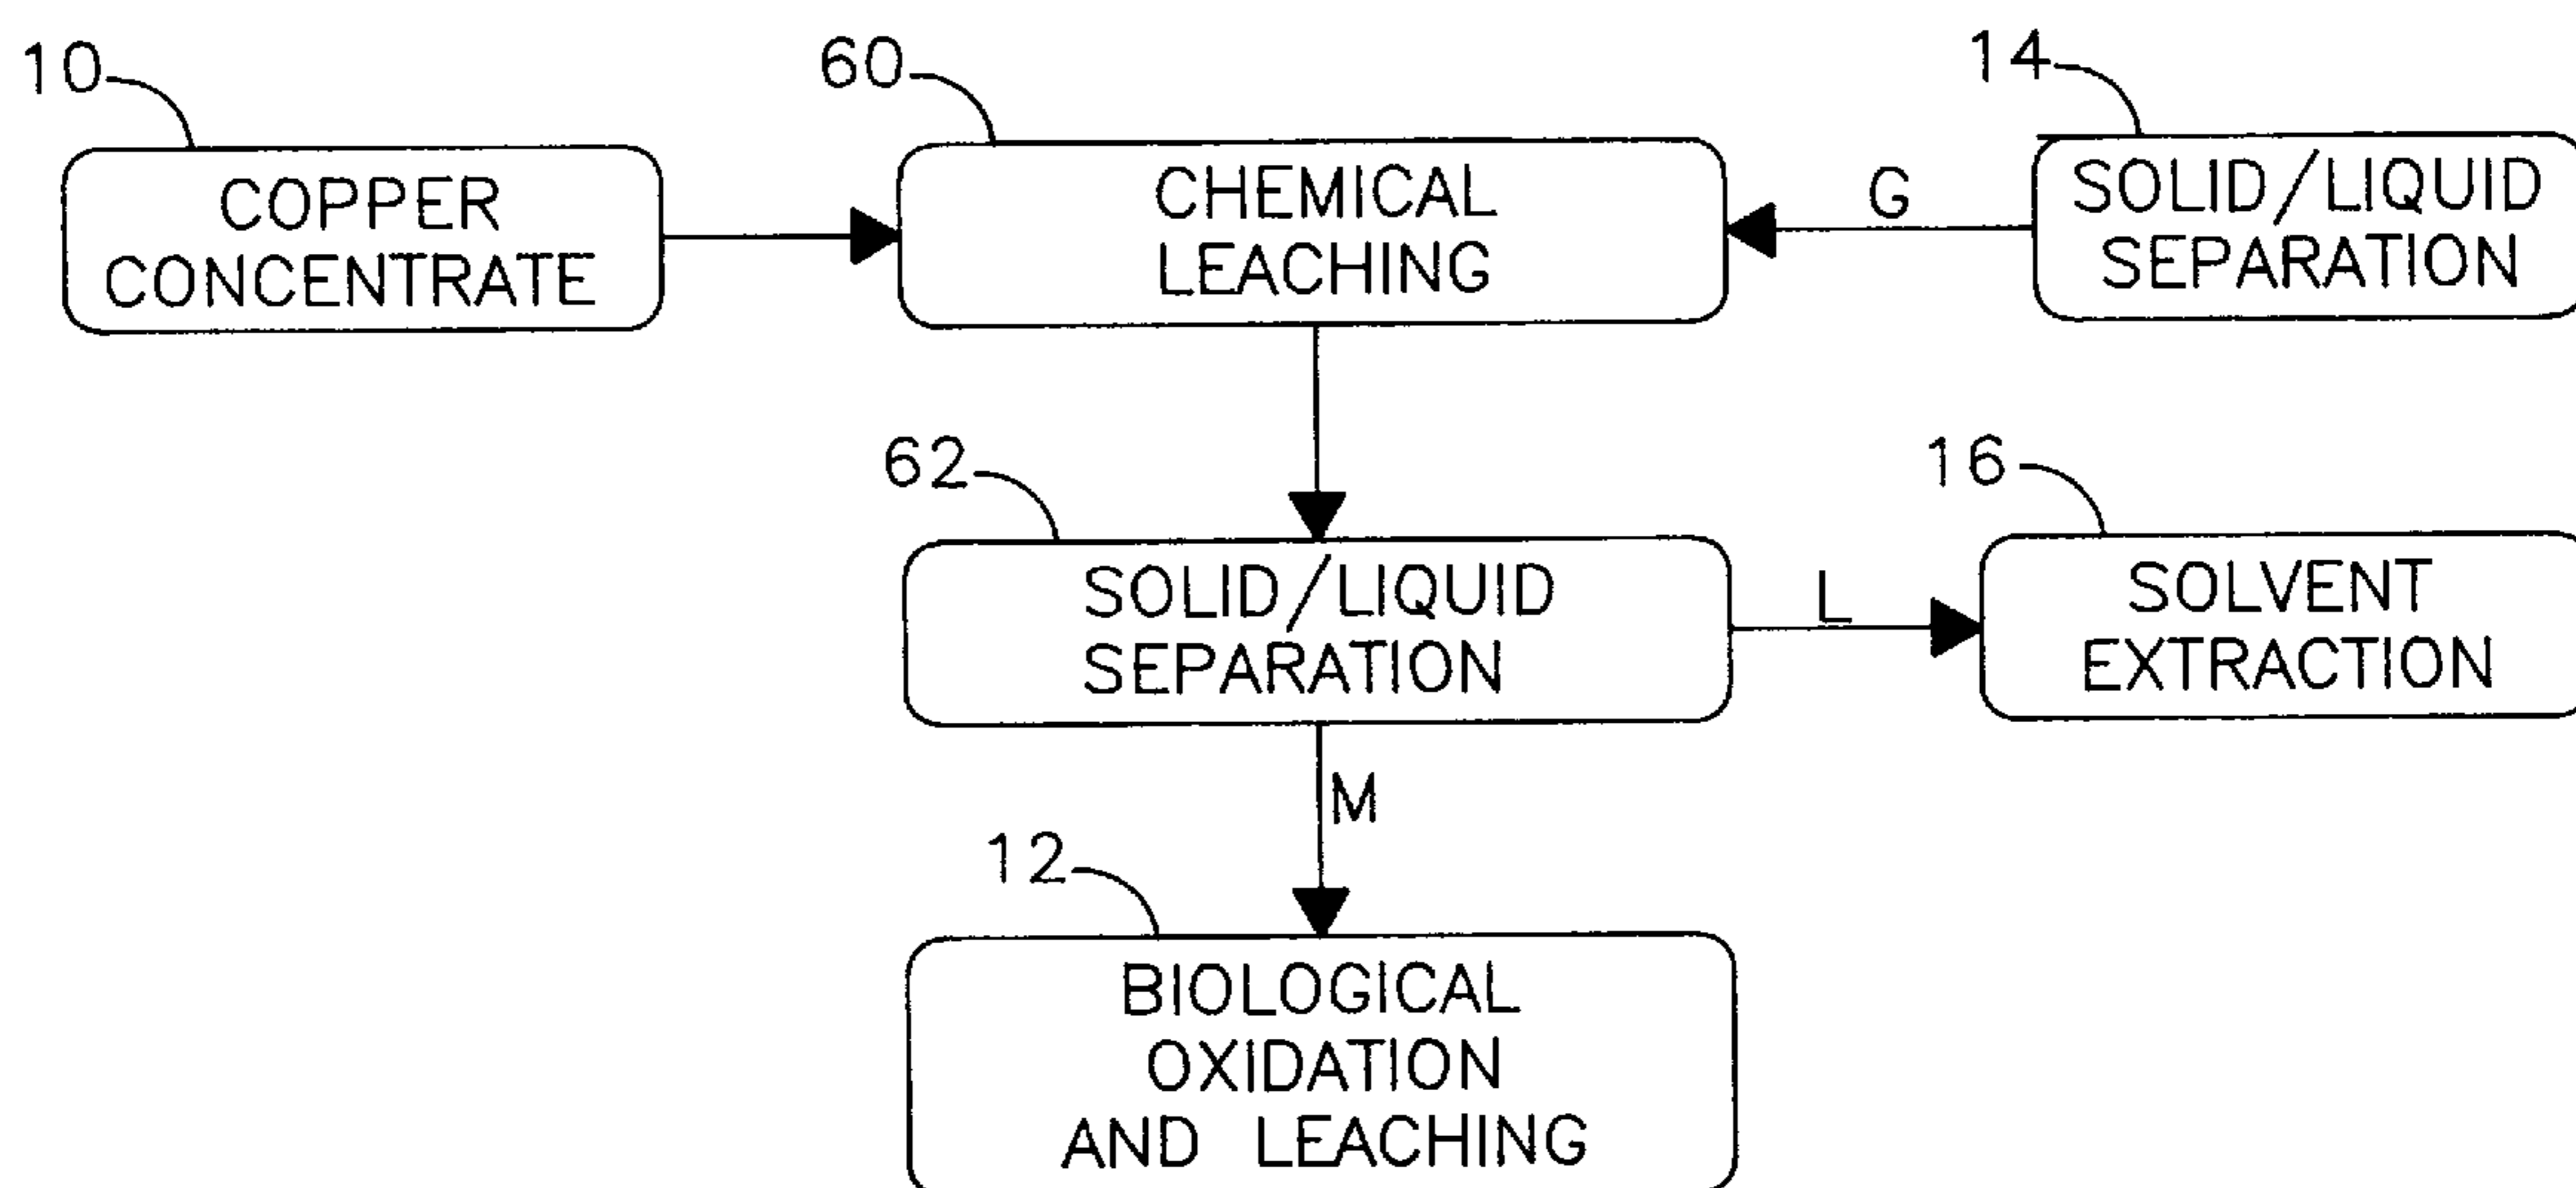 10
60
14
COPPER
CONCENTRATE
CHEMICAL
LEACHING
G
SOLID/LIQUID
SEPARATION
62
16
SOLID/LIQUID
SEPARATION
L
SOLVENT
EXTRACTION
M
12
BIOLOGICAL
OXIDATION
AND LEACHING